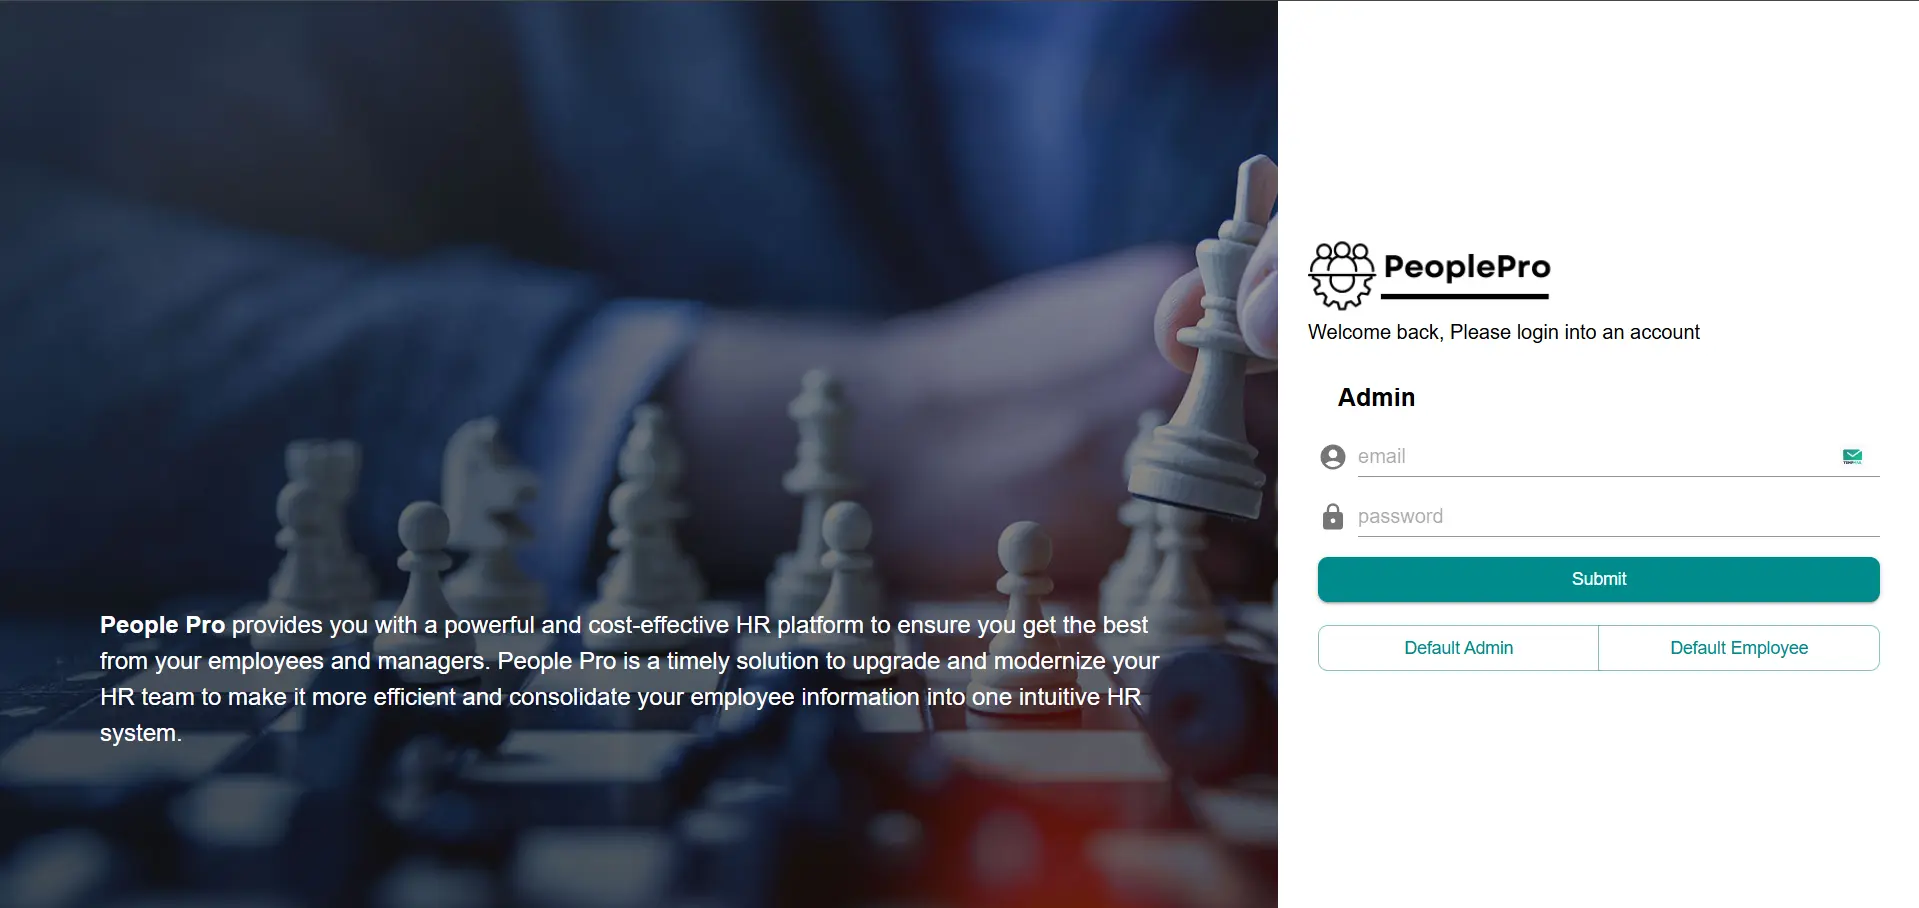 People Pro provides you with a powerful and cost-effective HR platform to ensure you get the best
from your employees and managers. People Pro is a timely solution to upgrade and modernize your
HR team to make it more efficient and consolidate your employee information into one intuitive HR
system.
PeoplePro
Welcome back, Please login into an account
Admin
email
password
Submit
Default Admin
Default Employee